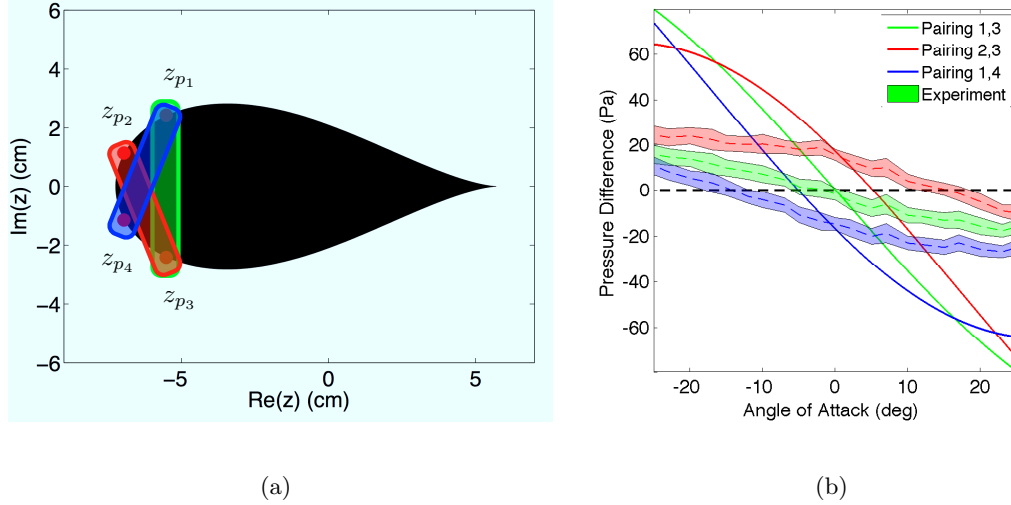 6
4
2
0
−2
−4
−6
−5
0
5
Im(z) (cm)
Re(z) (cm)
z_{p_1}
z_{p_2}
z_{p_4}
z_{p_3}
(a)
Pairing 1,3
Pairing 2,3
Pairing 1,4
Experiment
60
40
20
0
-20
-40
-60
-20
-10
0
10
20
Pressure Difference (Pa)
Angle of Attack (deg)
(b)